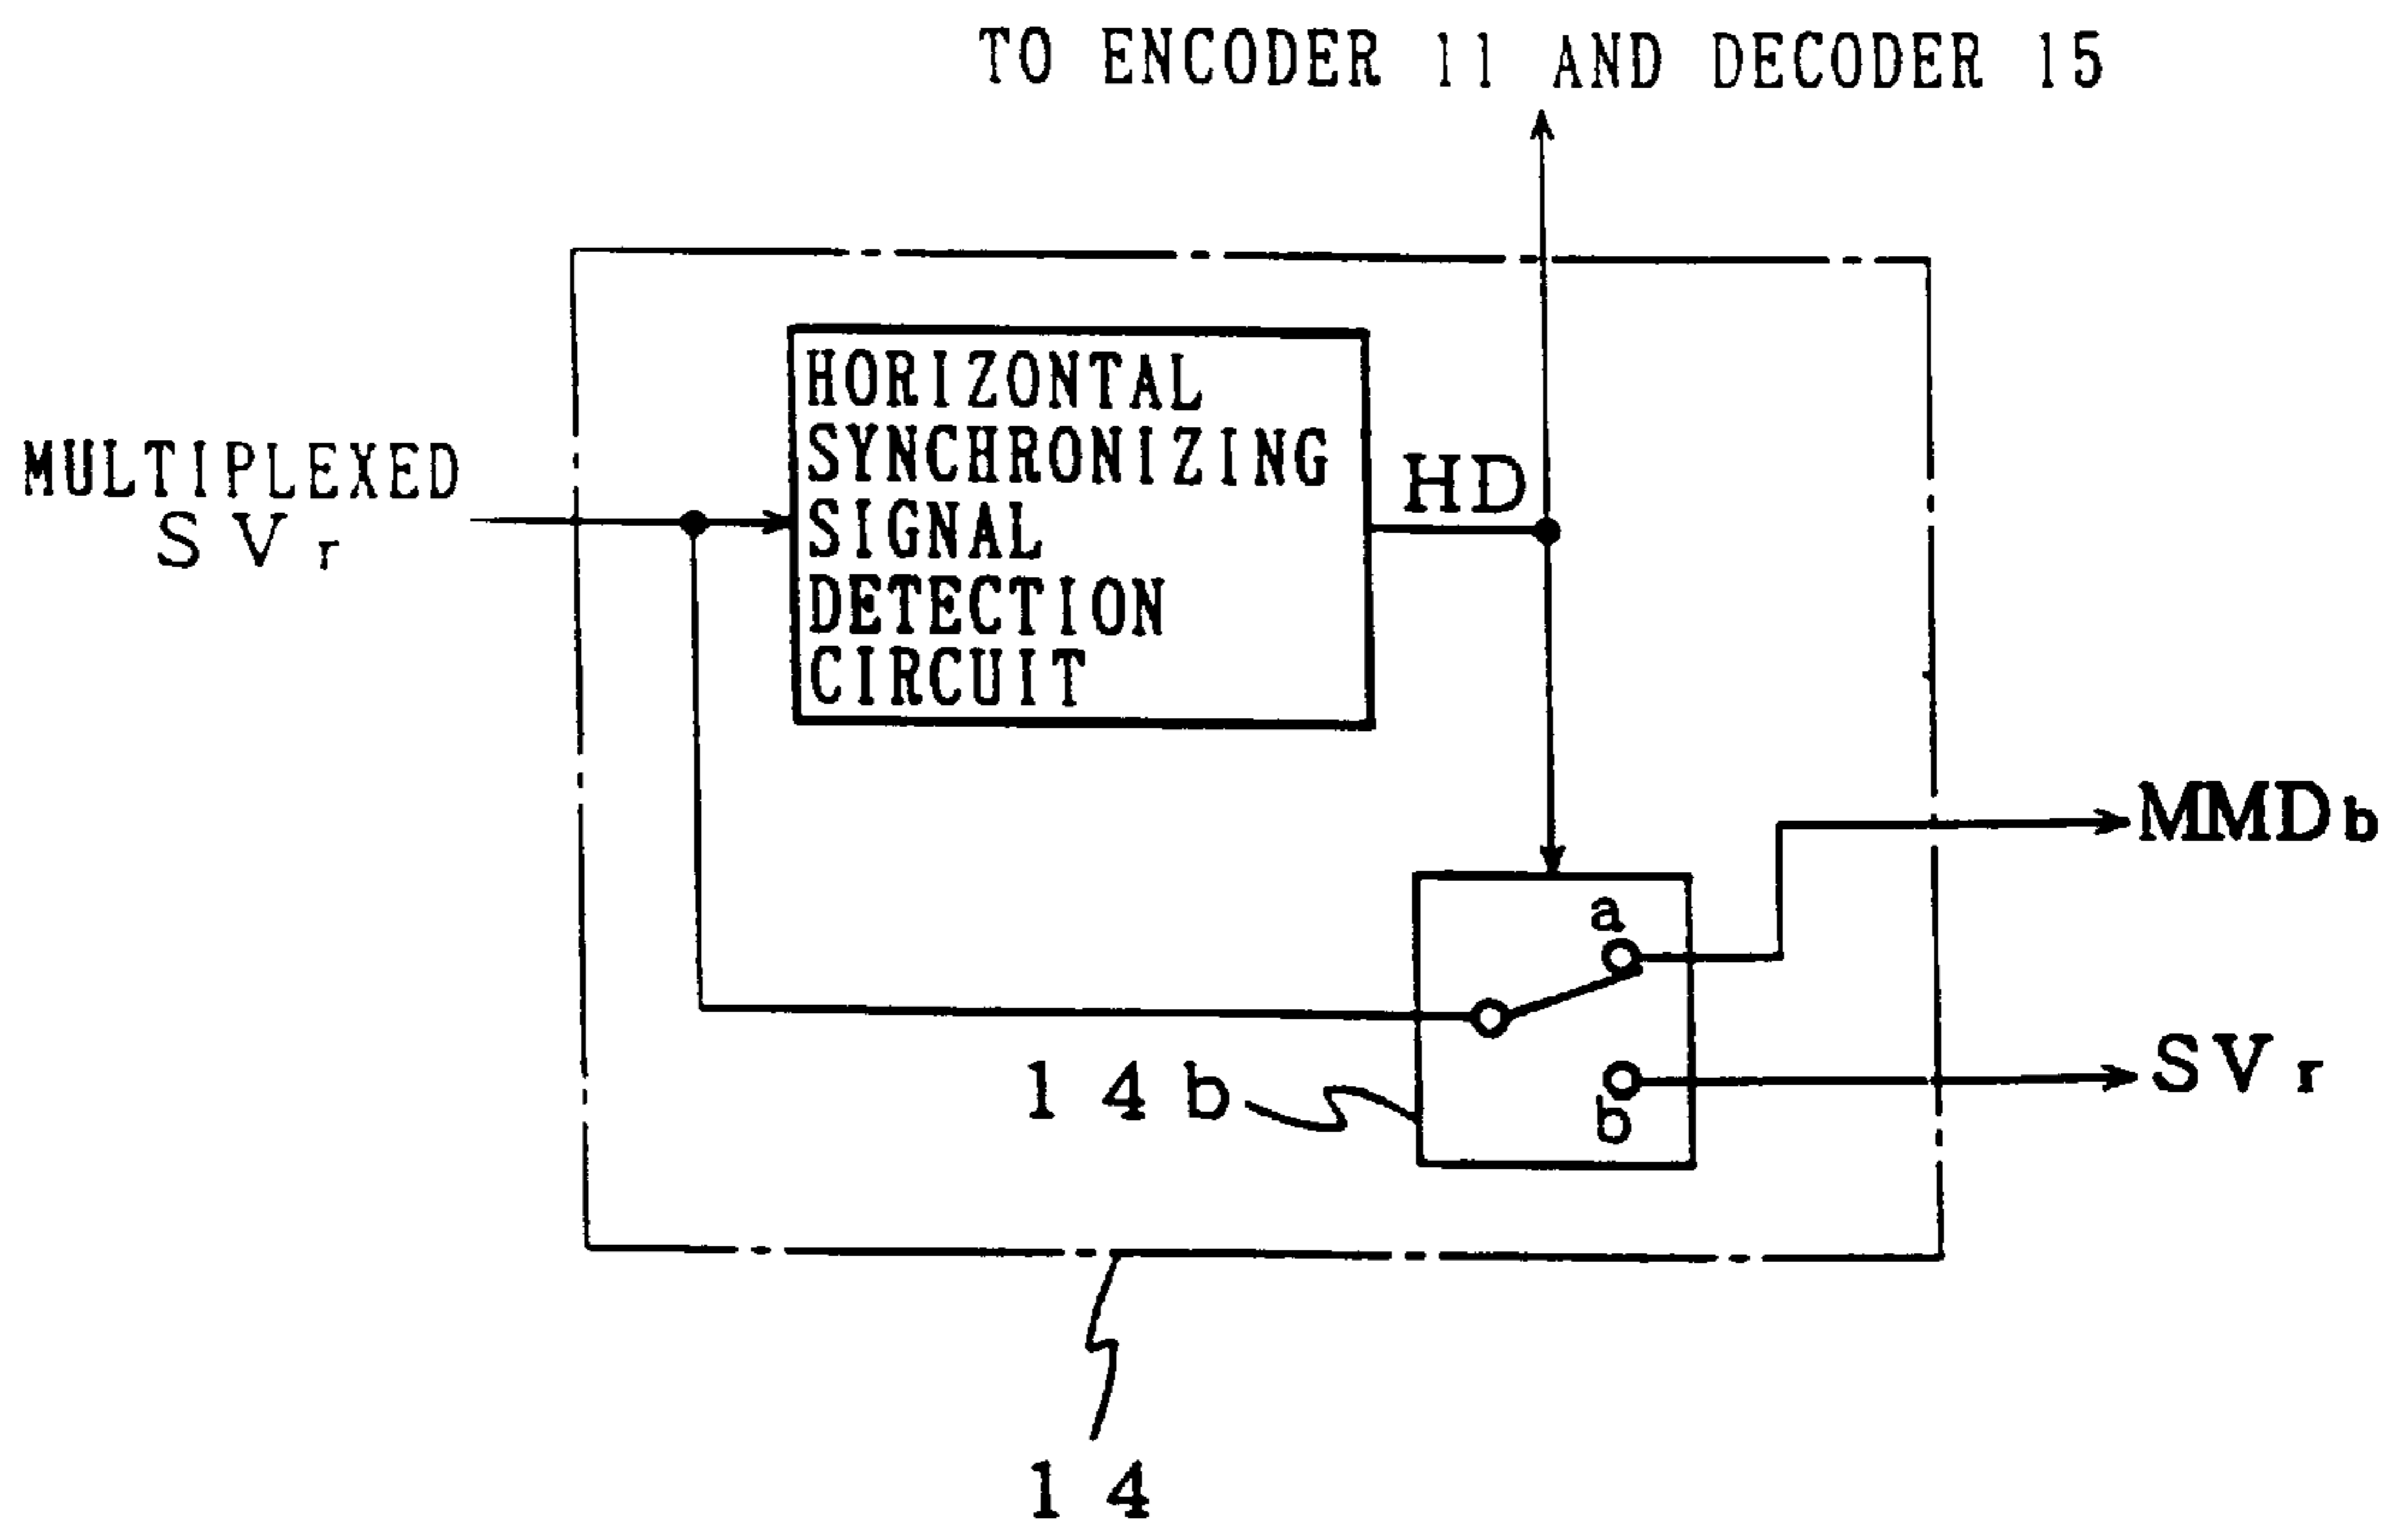 TO ENCODER 11 AND DECODER 15
HORIZONTAL
SYNCHRONIZING
SIGNAL
DETECTION
CIRCUIT
MULTIPLEXED
SVr
HD
MMDb
a
SVr
14b
b
14